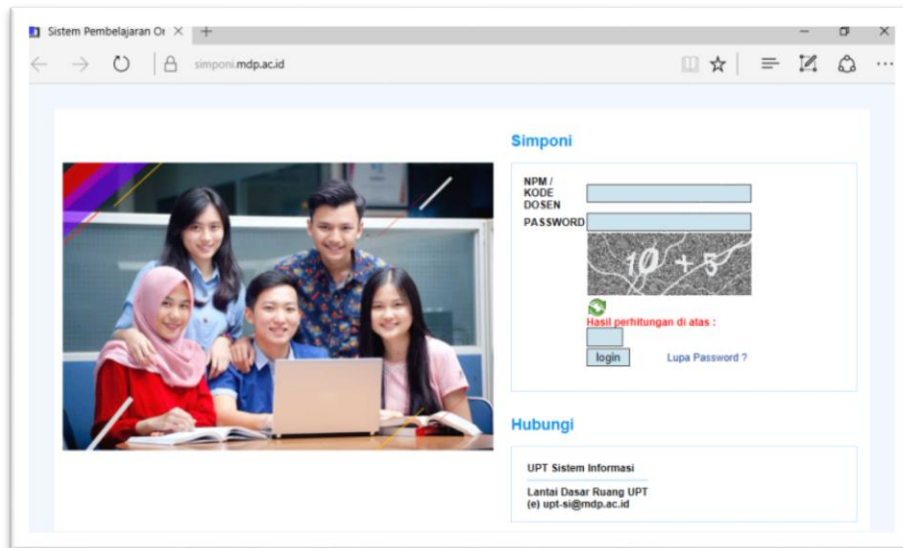 Sistem Pembelajaran Or
simponi.mdp.ac.id
Simponi
NPM /
KODE
DOSEN
PASSWORD
10 + 5
Hasil perhitungan di atas :
login Lupa Password ?
Hubungi
UPT Sistem Informasi
Lantai Dasar Ruang UPT
(e) upt-si@mdp.ac.id